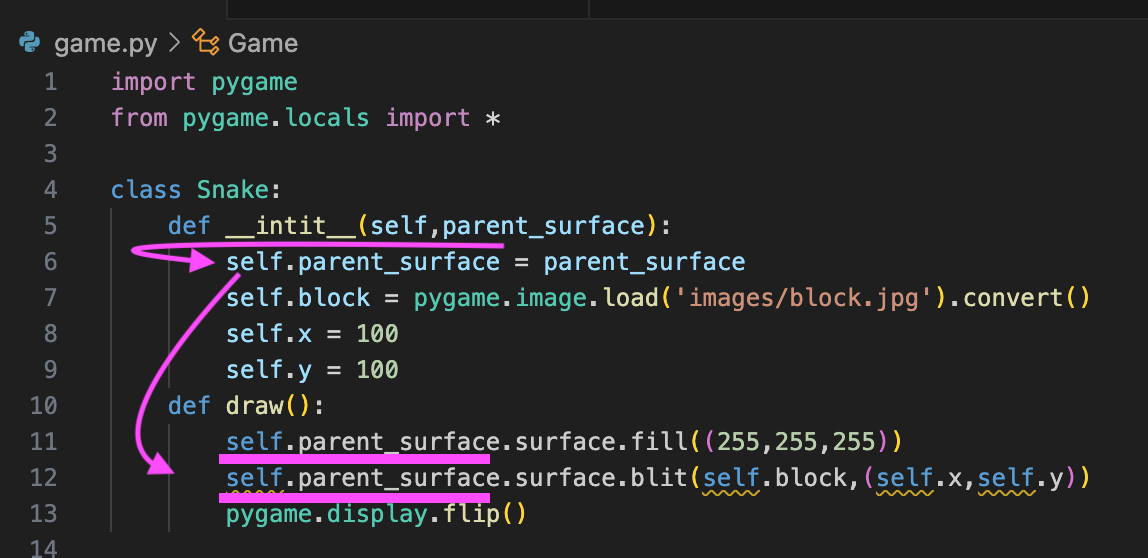 game.py > Game
1 import pygame
2 from pygame.locals import *
3
4 class Snake:
5     def __intit__(self,parent_surface):
6         self.parent_surface = parent_surface
7         self.block = pygame.image.load('images/block.jpg').convert()
8         self.x = 100
9         self.y = 100
10     def draw():
11         self.parent_surface.surface.fill((255,255,255))
12         self.parent_surface.surface.blit(self.block,(self.x,self.y))
13         pygame.display.flip()
14